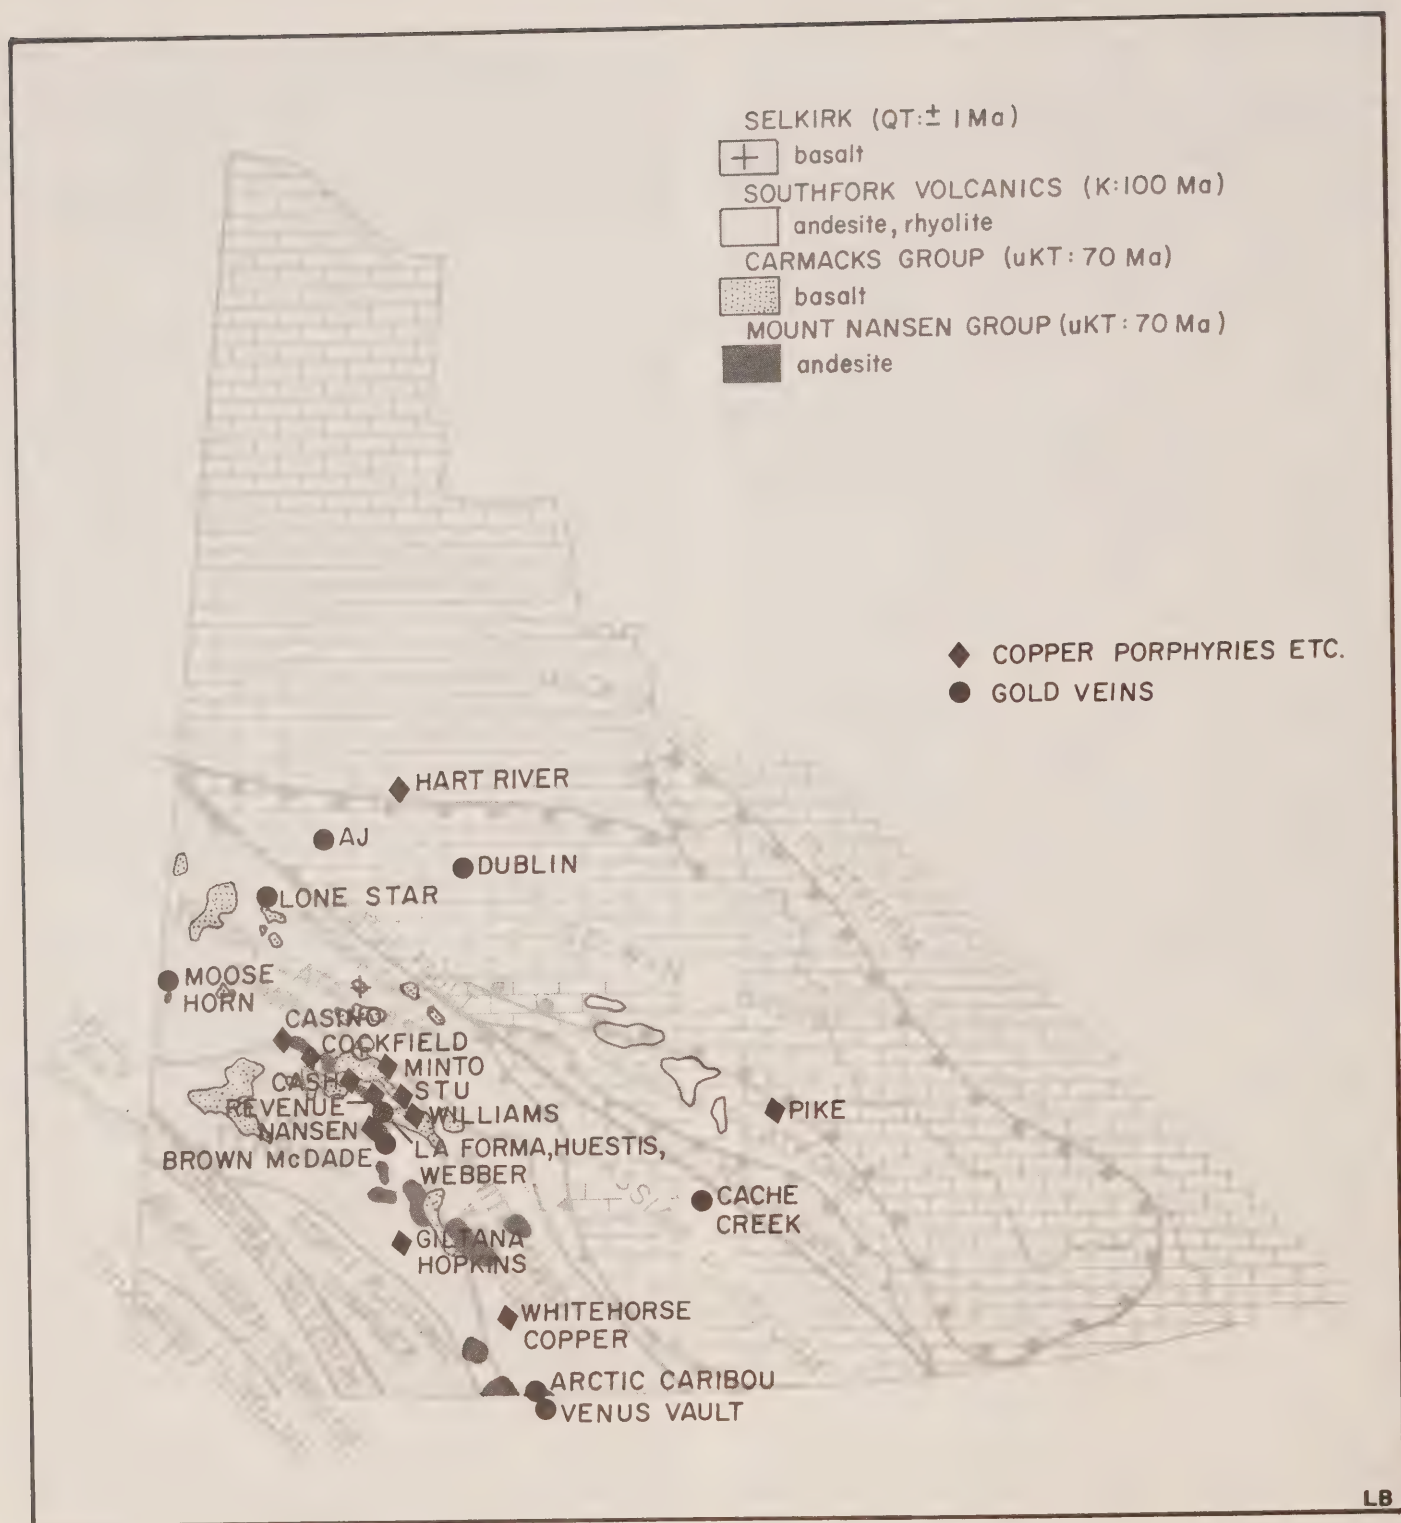 SELKIRK (QT:± 1 Ma)
basalt
SOUTHFORK VOLCANICS (K:100 Ma)
andesite, rhyolite
CARMACKS GROUP (uKT: 70 Ma)
basalt
MOUNT NANSEN GROUP (uKT: 70 Ma)
andesite
COPPER PORPHYRIES ETC.
GOLD VEINS
HART RIVER
AJ
DUBLIN
LONE STAR
MOOSE
HORN
CASINO
COCKFIELD
MINTO
CASH
STU
REVENUE
WILLIAMS
PIKE
NANSEN
LA FORMA, HUESTIS,
WEBBER
BROWN McDADE
CACHE
CREEK
GILTANA
HOPKINS
WHITEHORSE
COPPER
ARCTIC CARIBOU
VENUS VAULT
LB